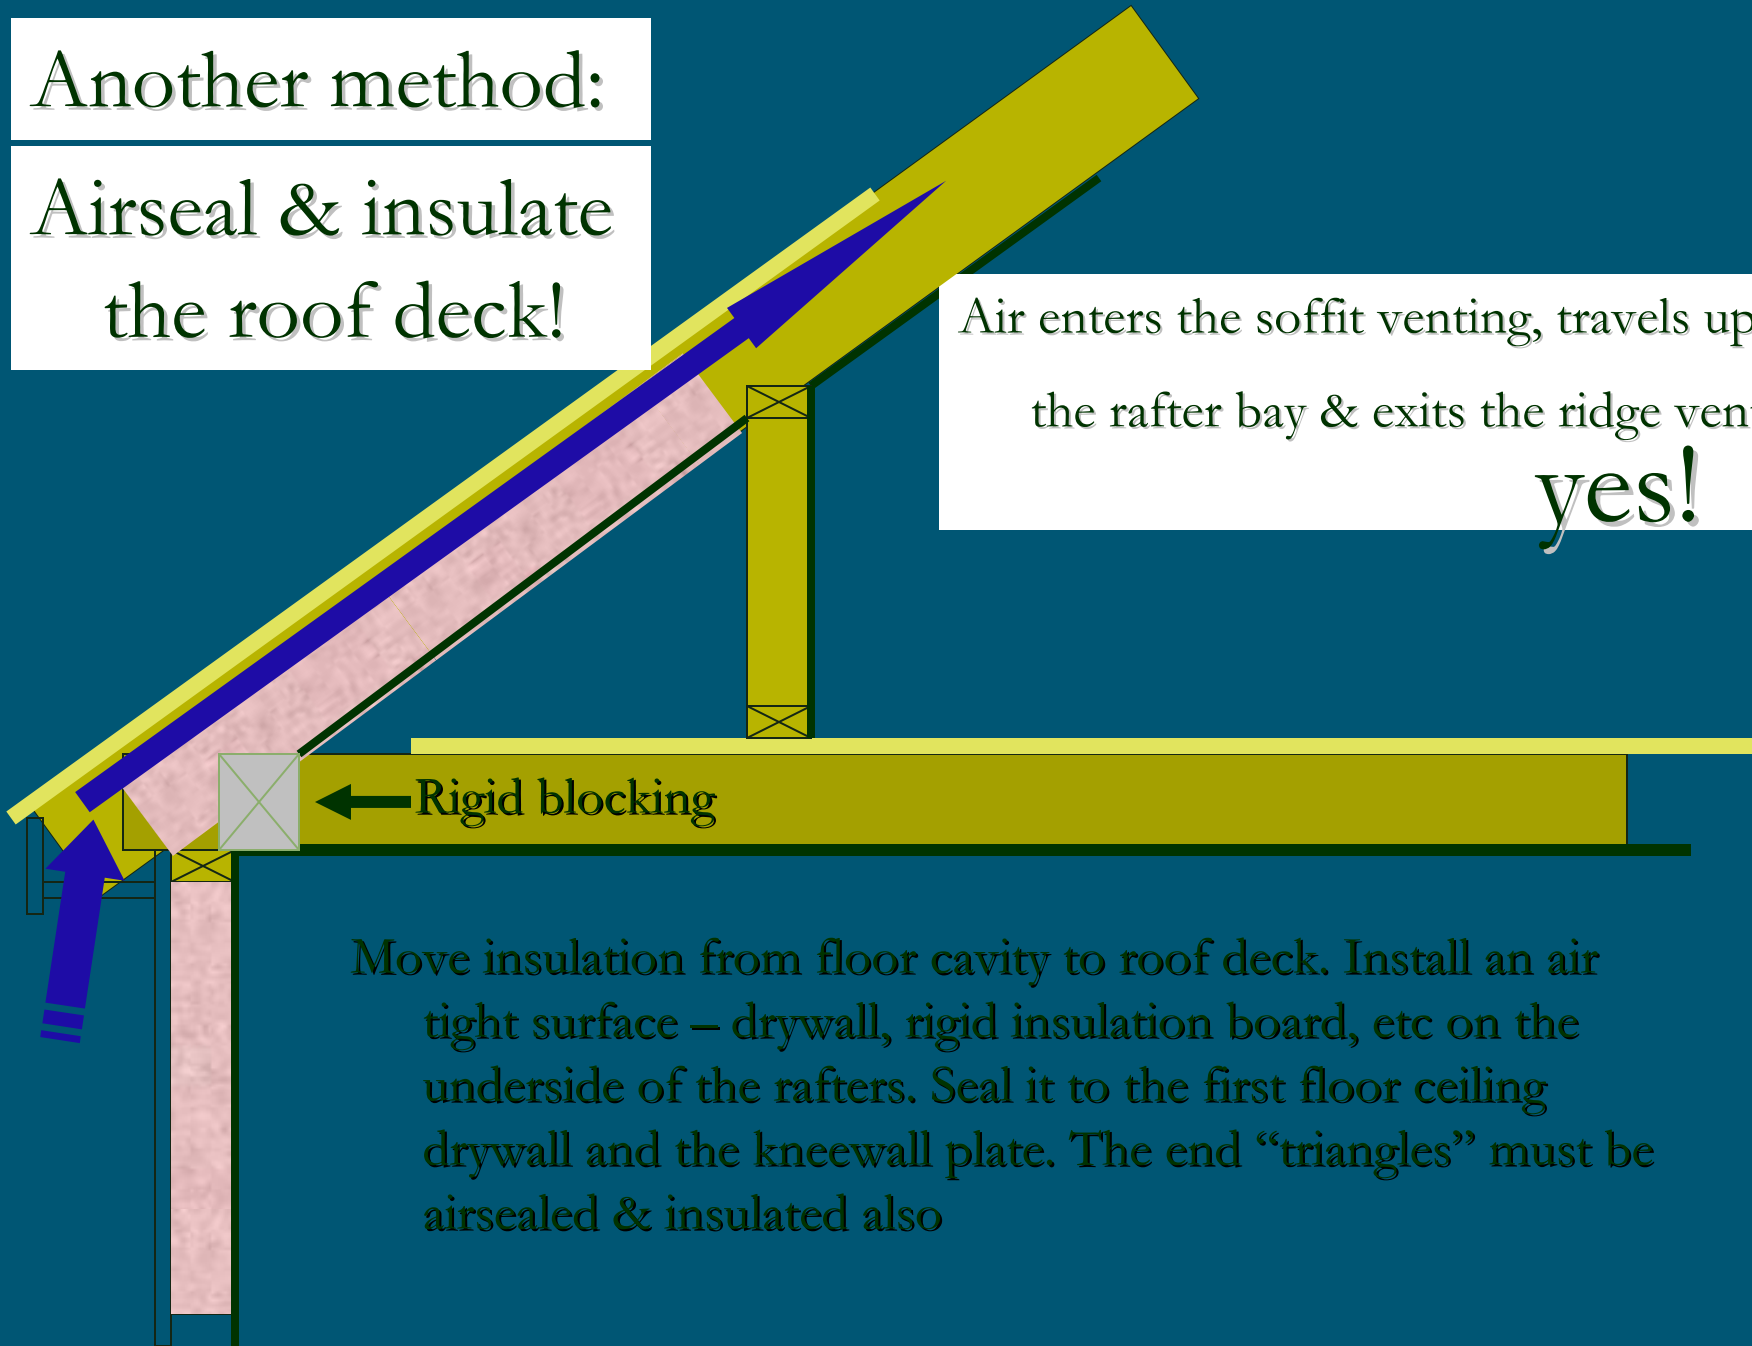 Another method:
Airseal & insulate
the roof deck!
Air enters the soffit venting, travels up
the rafter bay & exits the ridge
yes!
Rigid blocking
Move insulation from floor cavity to roof deck. Install an air
tight surface – drywall, rigid insulation board, etc on the
underside of the rafters. Seal it to the first floor ceiling
drywall and the kneewall plate. The end “triangles” must be
airsealed & insulated also